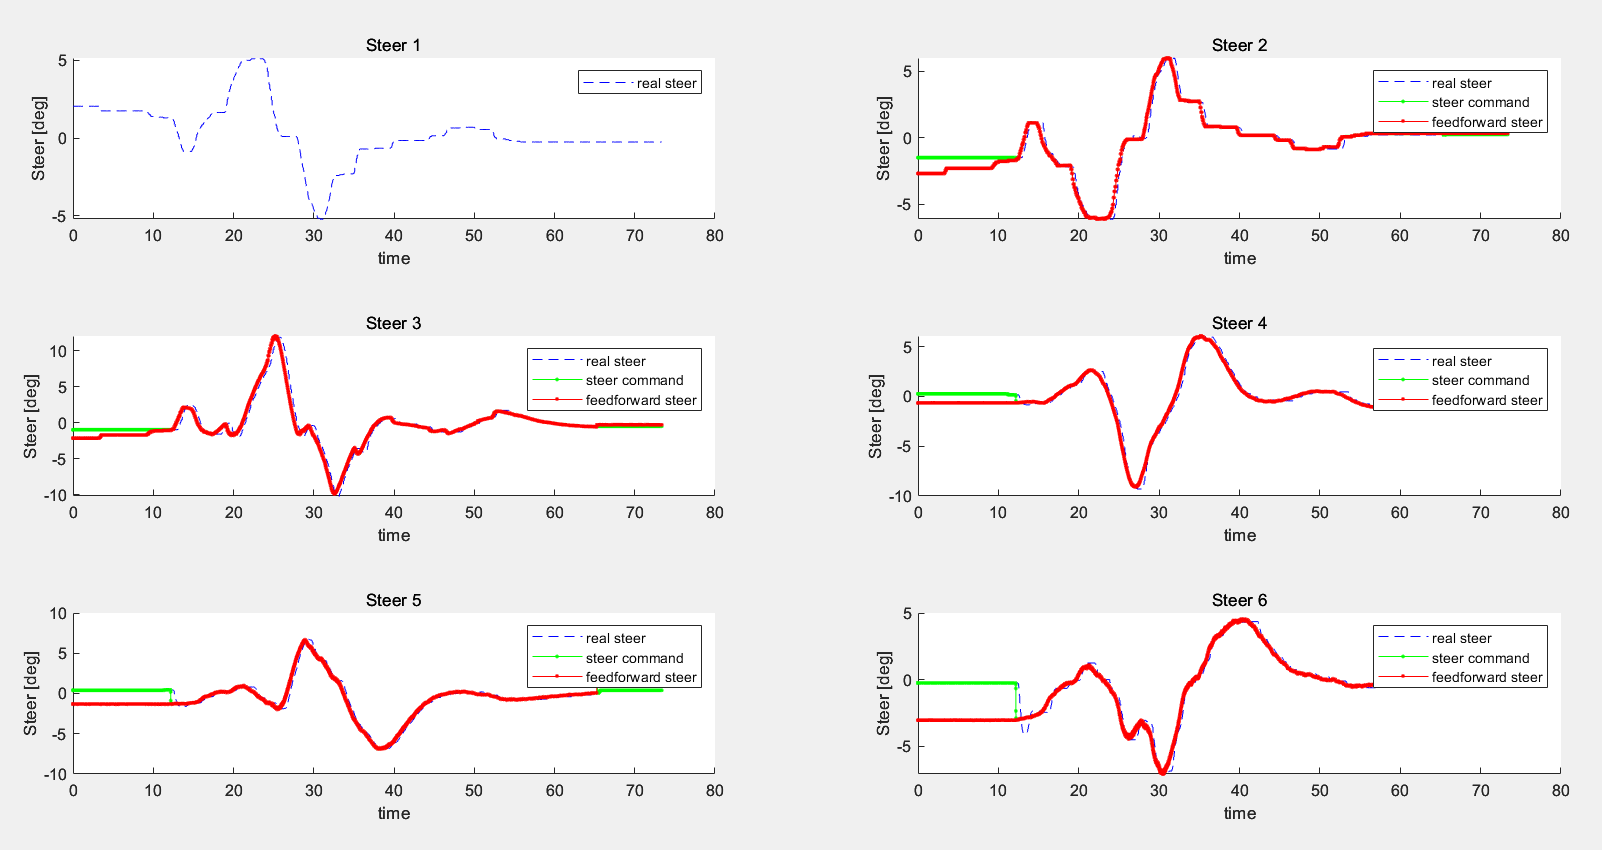 Steer 1
Steer [deg]
5
0
-5
real steer
0 10 20 30 40 50 60 70 80
time
Steer 2
Steer [deg]
5
0
-5
real steer
steer command
feedforward steer
0 10 20 30 40 50 60 70 80
time
Steer 3
Steer [deg]
10
5
0
-5
-10
real steer
steer command
feedforward steer
0 10 20 30 40 50 60 70 80
time
Steer 4
Steer [deg]
5
0
-5
-10
real steer
steer command
feedforward steer
0 10 20 30 40 50 60 70 80
time
Steer 5
Steer [deg]
10
5
0
-5
-10
real steer
steer command
feedforward steer
0 10 20 30 40 50 60 70 80
time
Steer 6
Steer [deg]
5
0
-5
real steer
steer command
feedforward steer
0 10 20 30 40 50 60 70 80
time